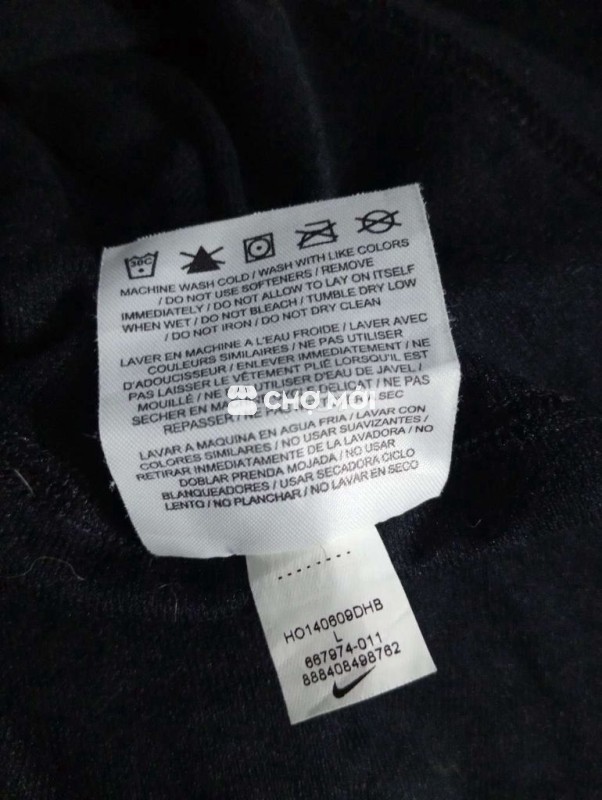 30C
MACHINE WASH COLD / WASH WITH LIKE COLORS
/ DO NOT USE SOFTENERS / REMOVE
IMMEDIATELY / DO NOT ALLOW TO LAY ON ITSELF
WHEN WET / DO NOT BLEACH / TUMBLE DRY LOW
/ DO NOT IRON / DO NOT DRY CLEAN
LAVER EN MACHINE A L'EAU FROIDE / LAVER AVEC
COULEURS SIMILAIRES / NE PAS UTILISER
D'ADOUCISSEUR / ENLEVER IMMEDIATEMENT / NE
PAS LAISSER LE VÊTEMENT PLIÉ LORSQU'IL EST
MOUILLÉ / NE PAS UTILISER D'EAU DE JAVEL /
SECHER EN DELICAT / NE PAS
REPASSER / NE SEC
CHỢ MỚI
LAVAR A MAQUINA EN AGUA FRIA / LAVAR CON
COLORES SIMILARES / NO USAR SUAVIZANTES /
RETIRAR INMEDIATAMENTE DE LA LAVADORA / NO
DOBLAR PRENDA MOJADA / NO USAR
BLANQUEADORES / USAR SECADORA CICLO
LENTO / NO PLANCHAR / NO LAVAR EN SECO
HO140609DHB
L
667974-011
888408498762